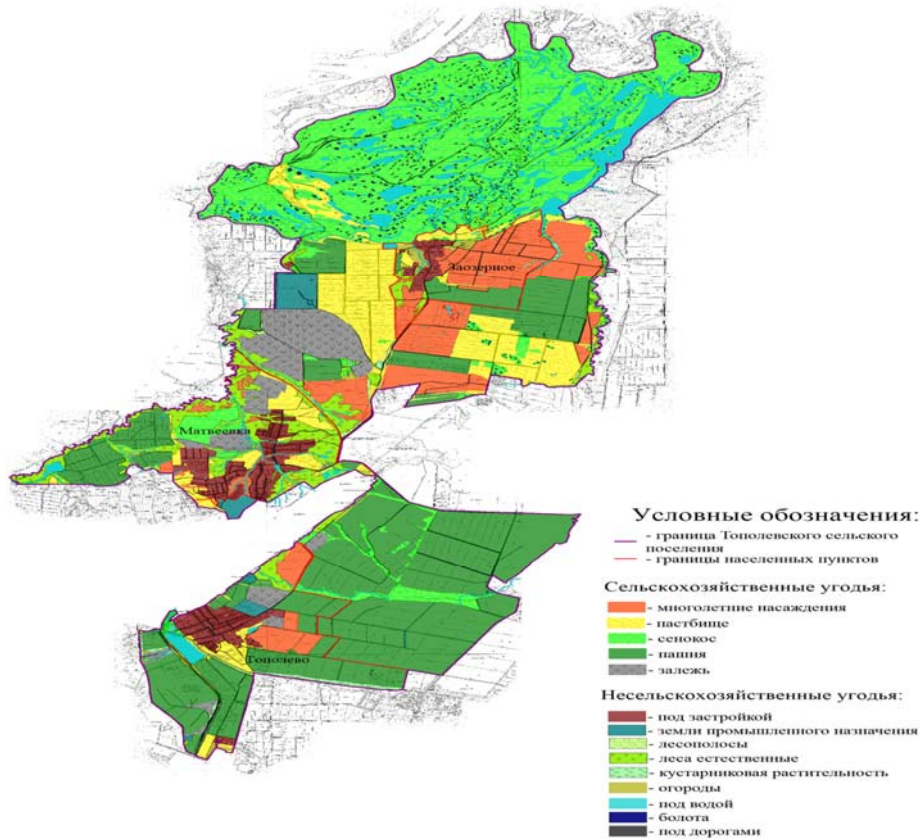 Заозерное
Матвеевка
Тополево
Условные обозначения:
- граница Тополевского сельского
поселения
- границы населенных пунктов
Сельскохозяйственные угодья:
- многолетние насаждения
- пастбище
- сенокос
- пашня
- залежь
Несельскохозяйственные угодья:
- под застройкой
- земли промышленного назначения
- лесополосы
- леса естественные
- кустарниковая растительность
- огороды
- под водой
- болота
- под дорогами